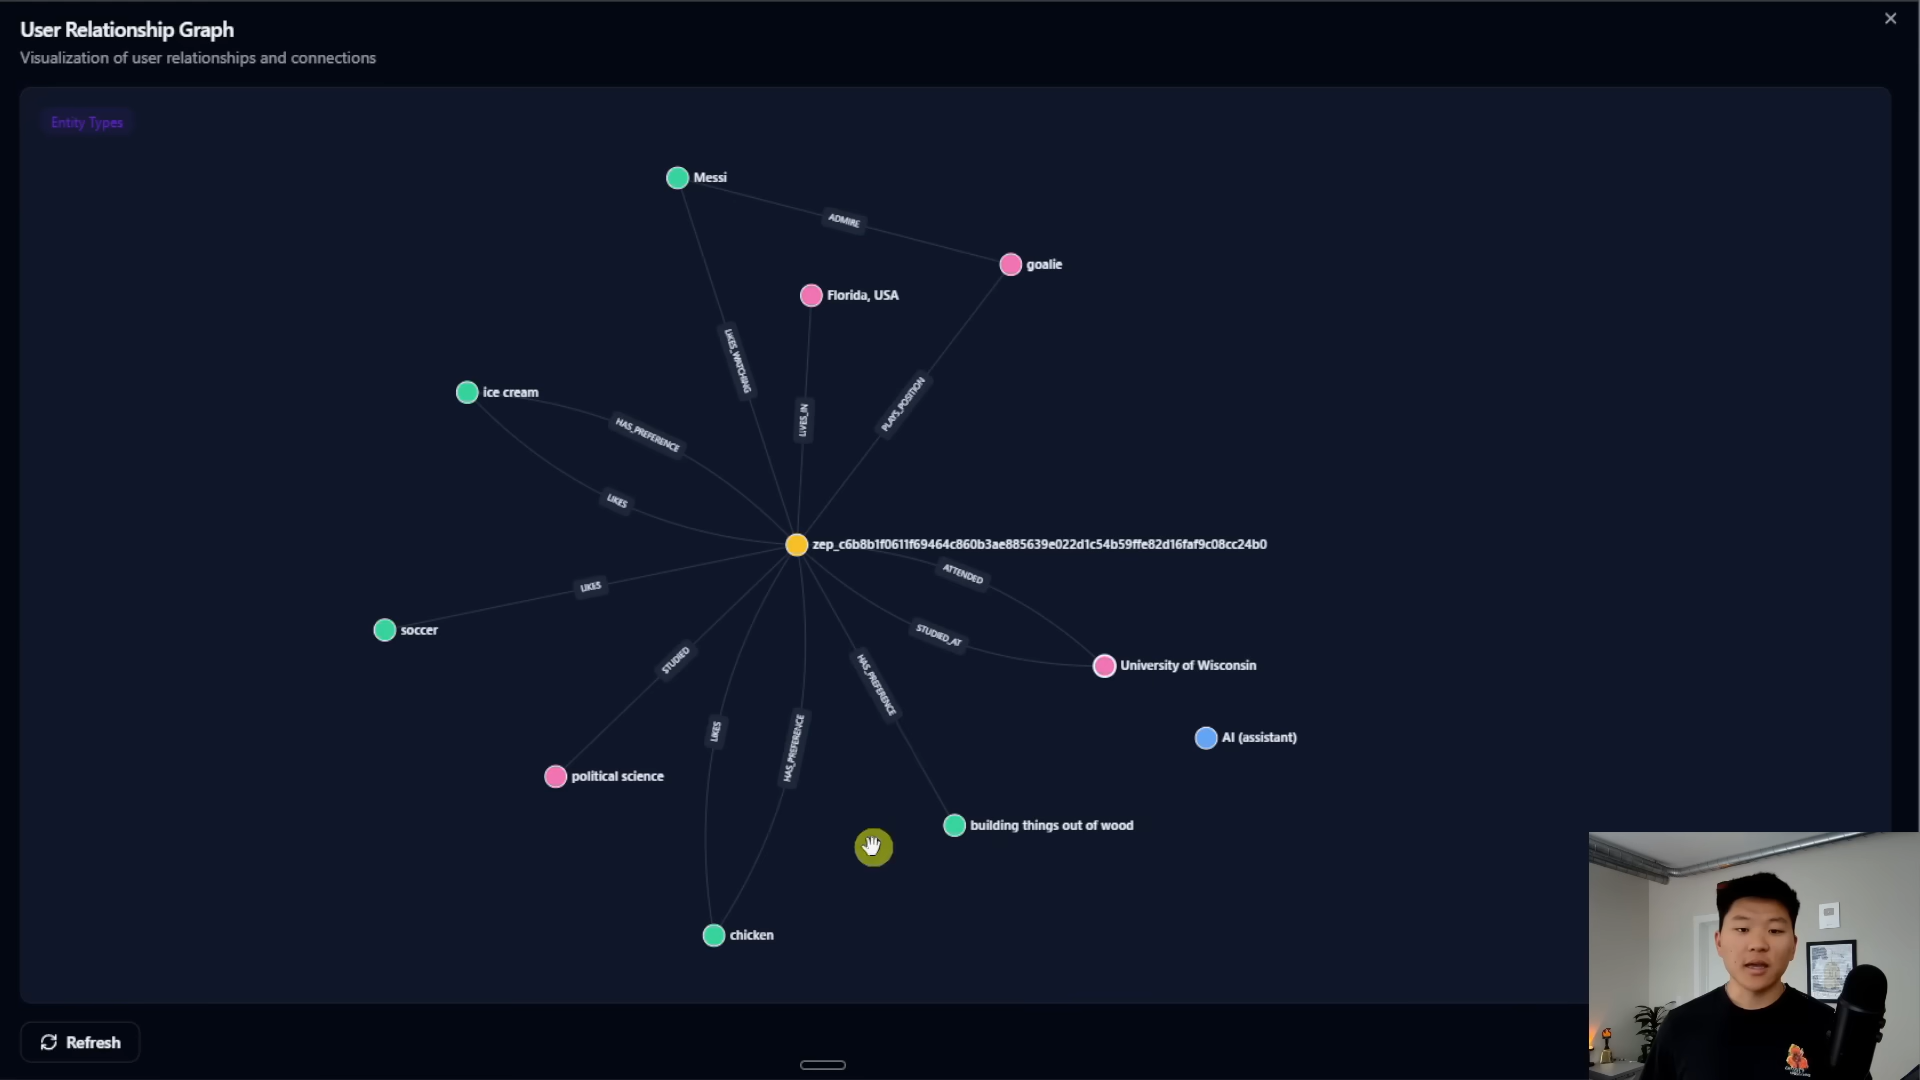 User Relationship Graph
Visualization of user relationships and connections
Entity Types
Messi
ADMIRE
goalie
Florida, USA
LIKES_WATCHING
LIVES_IN
PLAYS_POSITION
ice cream
HAS_PREFERENCE
LIKES
zep_c6b8b1f0611f69464c860b3ae885639e022d1c54b59ffe82d16faf9c08cc24b0
ATTENDED
LIKES
soccer
STUDIED_AT
STUDIED
HAS_PREFERENCE
University of Wisconsin
LIKES
HAS_PREFERENCE
AI (assistant)
political science
building things out of wood
chicken
Refresh